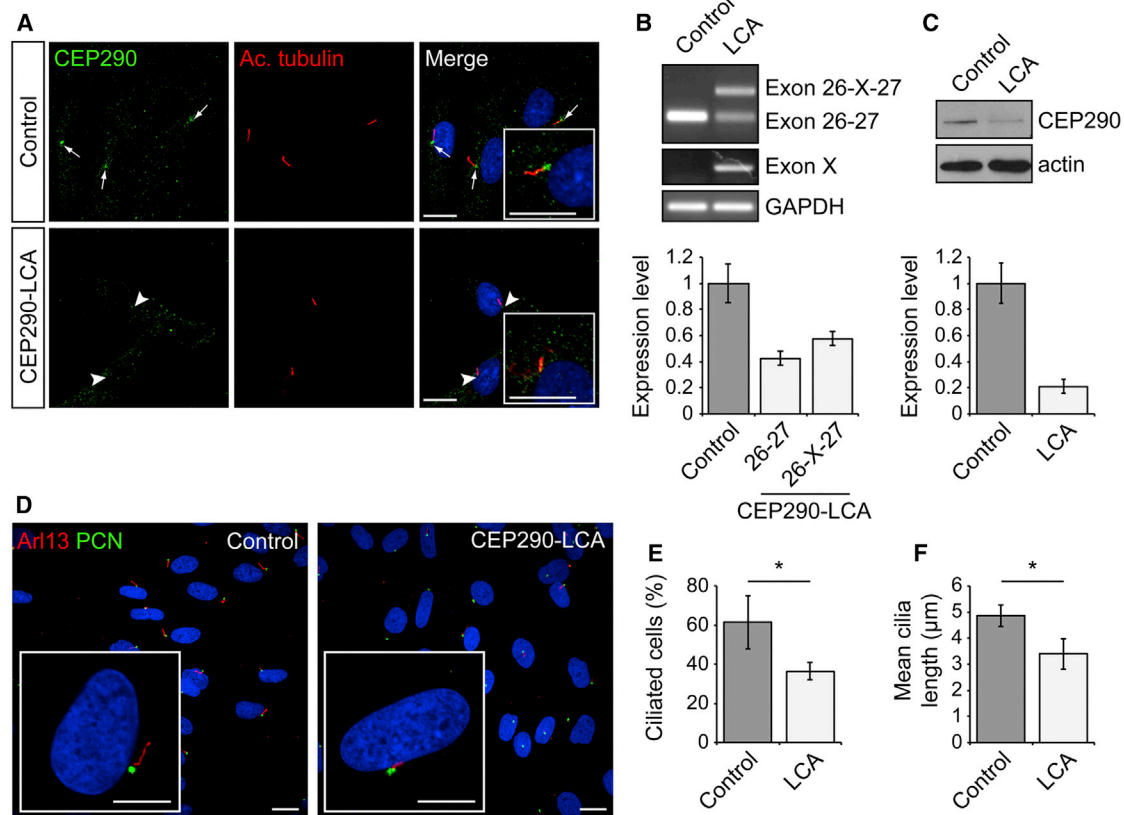 A
CEP290
Ac. tubulin
Merge
Control
CEP290-LCA
B
Control
LCA
Exon 26-X-27
Exon 26-27
Exon X
GAPDH
Expression level
1.2
1
0.8
0.6
0.4
0.2
0
Control
26-27
26-X-27
CEP290-LCA
C
Control
LCA
CEP290
actin
Expression level
1.2
1
0.8
0.6
0.4
0.2
0
Control
LCA
D
Arl13 PCN
Control
CEP290-LCA
E
*
Ciliated cells (%)
80
60
40
20
0
Control
LCA
F
*
Mean cilia
length (µm)
6
5
4
3
2
1
0
Control
LCA